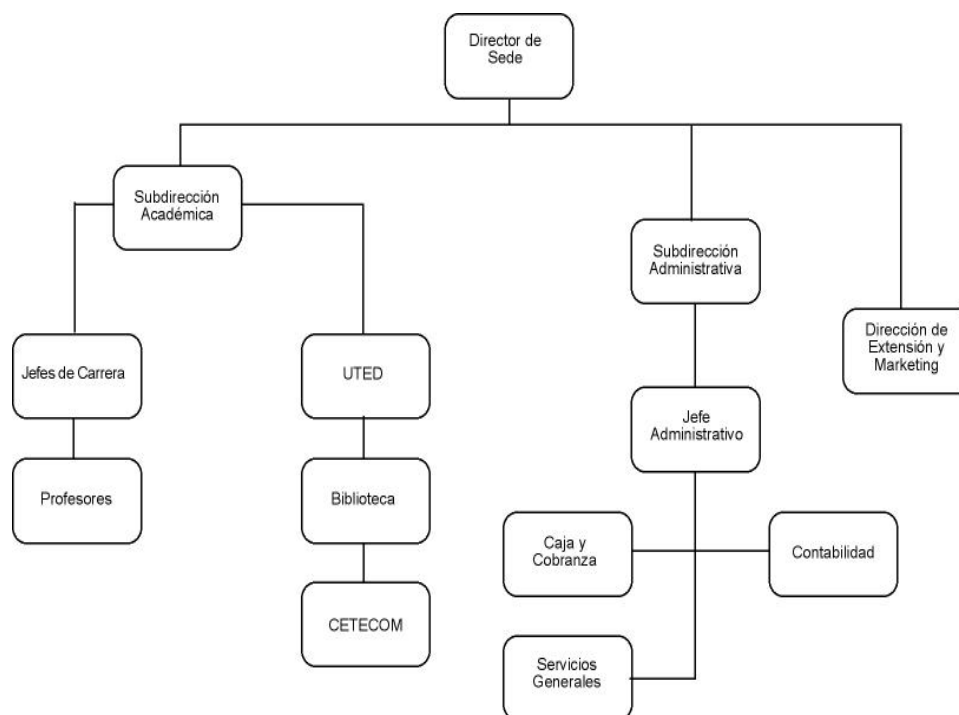 Director de
Sede
Subdirección
Académica
Subdirección
Administrativa
Dirección de
Extensión y
Marketing
Jefes de Carrera
UTED
Jefe
Administrativo
Profesores
Biblioteca
Caja y
Cobranza
Contabilidad
CETECOM
Servicios
Generales